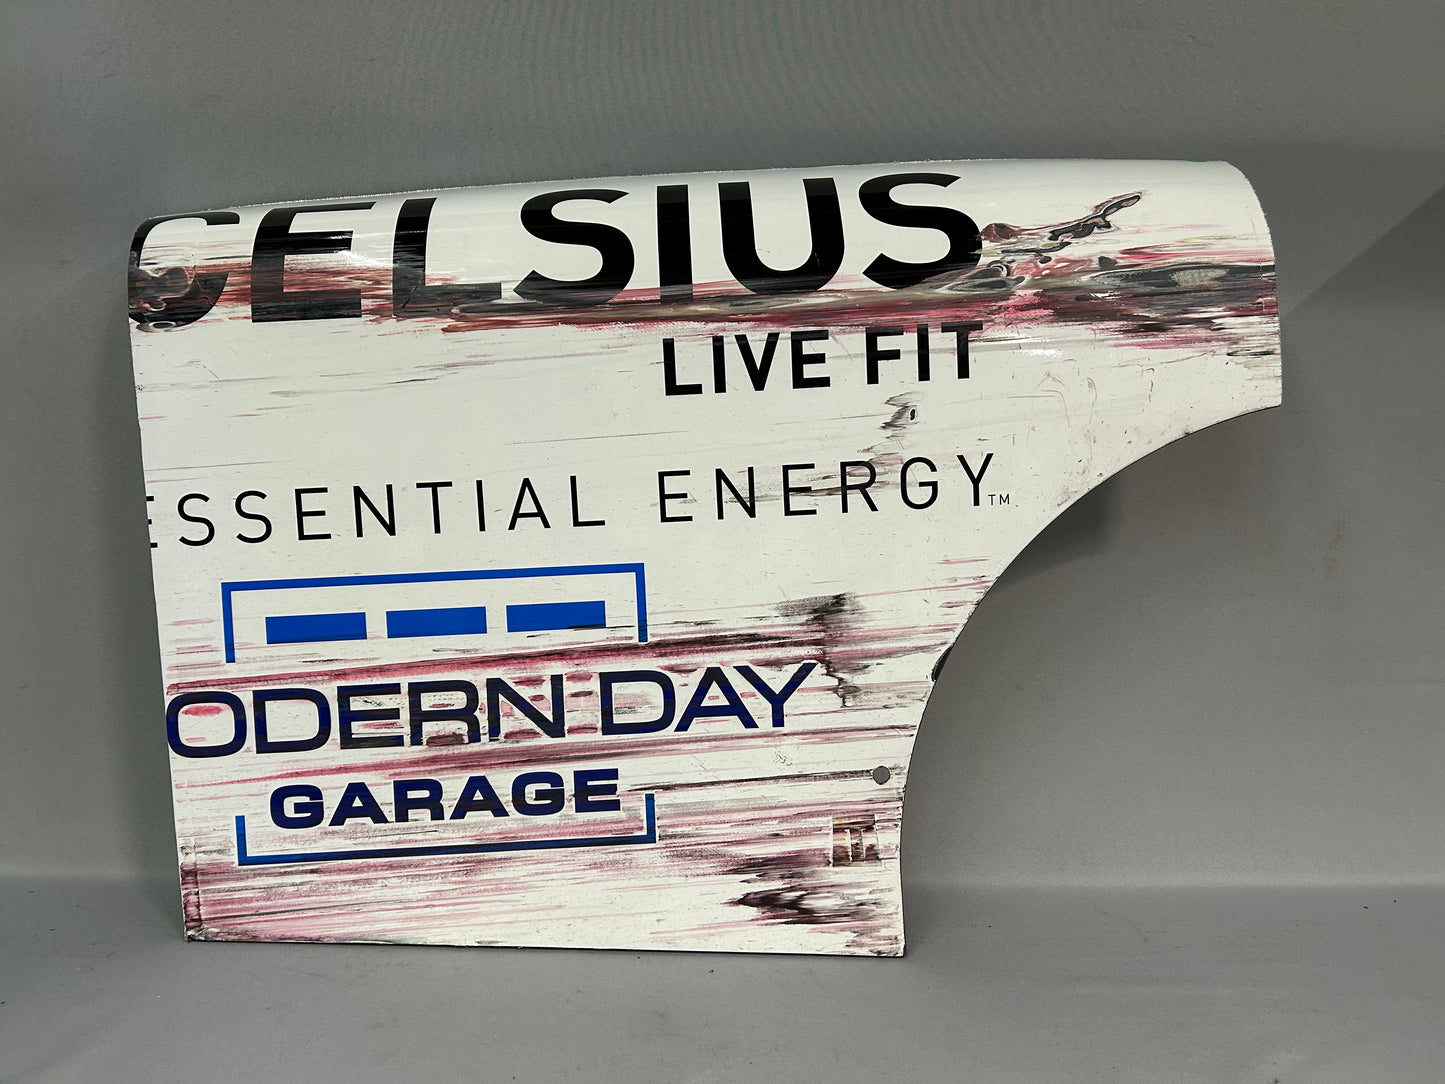 CELSIUS
LIVE FIT
ESSENTIAL ENERGY™
ODERN DAY
GARAGE